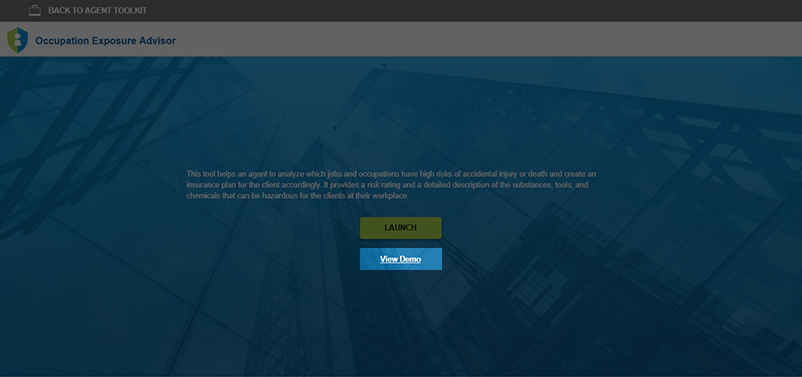 BACK TO AGENT TOOLKIT
Occupation Exposure Advisor
This tool helps an agent to analyze which jobs and occupations have high risks of accidental injury or death and create an
insurance plan for the client accordingly. It provides a risk rating and a detailed description of the substances, tools, and
chemicals that can be hazardous for the clients at their workplace.
LAUNCH
View Demo